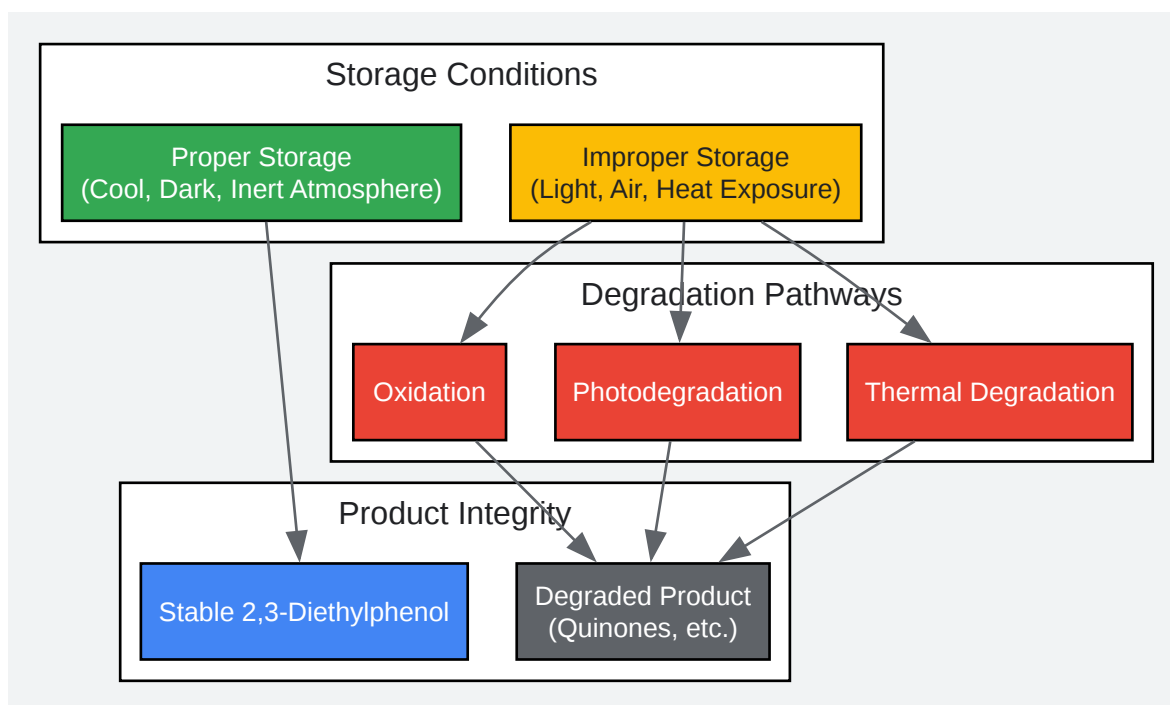 Storage Conditions
Proper Storage
(Cool, Dark, Inert Atmosphere)
Improper Storage
(Light, Air, Heat Exposure)
Degradation Pathways
Oxidation
Photodegradation
Thermal Degradation
Product Integrity
Stable 2,3-Diethylphenol
Degraded Product
(Quinones, etc.)